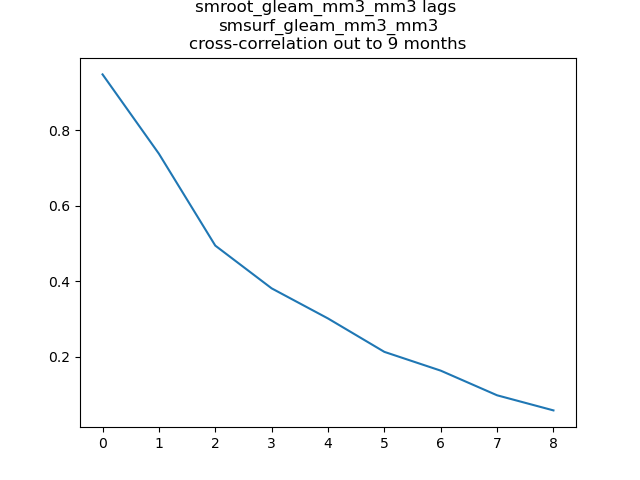 smroot_gleam_mm3_mm3 lags
smsurf_gleam_mm3_mm3
cross-correlation out to 9 months
0.8
0.6
0.4
0.2
0 1 2 3 4 5 6 7 8